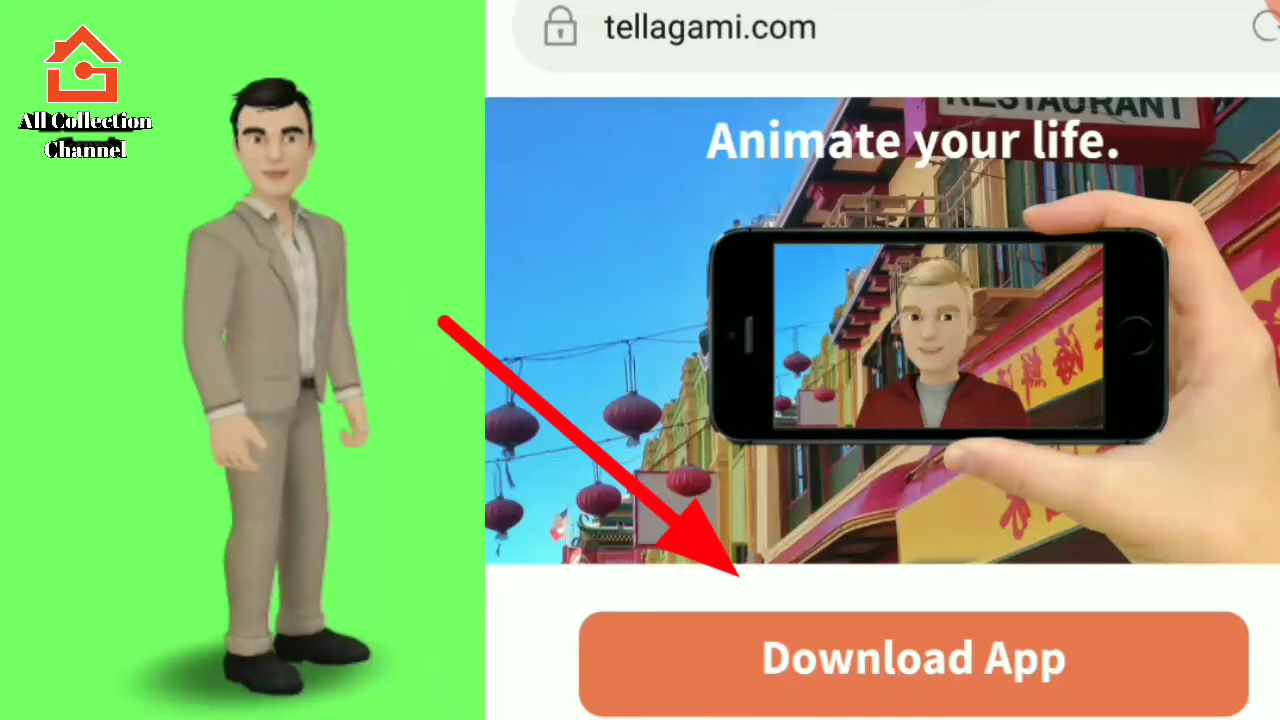 All Collection
Channel
tellagami.com
RESTAURANT
Animate your life.
Download App